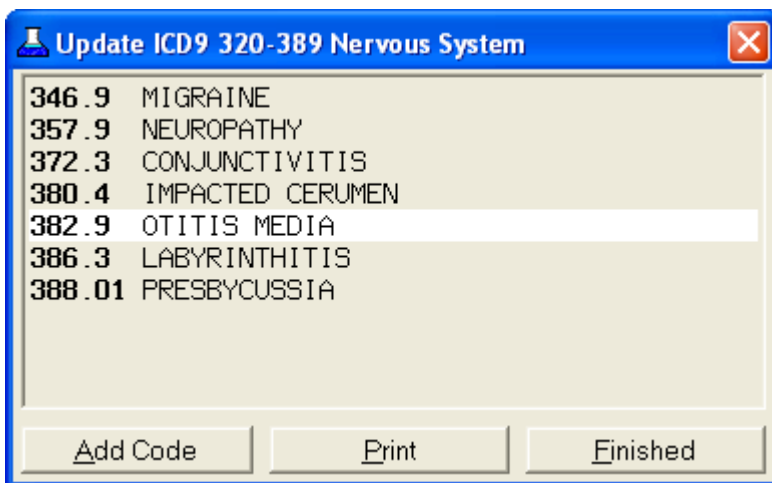 Update ICD9 320-389 Nervous System
346.9 MIGRAINE
357.9 NEUROPATHY
372.3 CONJUNCTIVITIS
380.4 IMPACTED CERUMEN
382.9 OTITIS MEDIA
386.3 LABYRINTHITIS
388.01 PRESBYCUSSIA
Add Code Print Finished